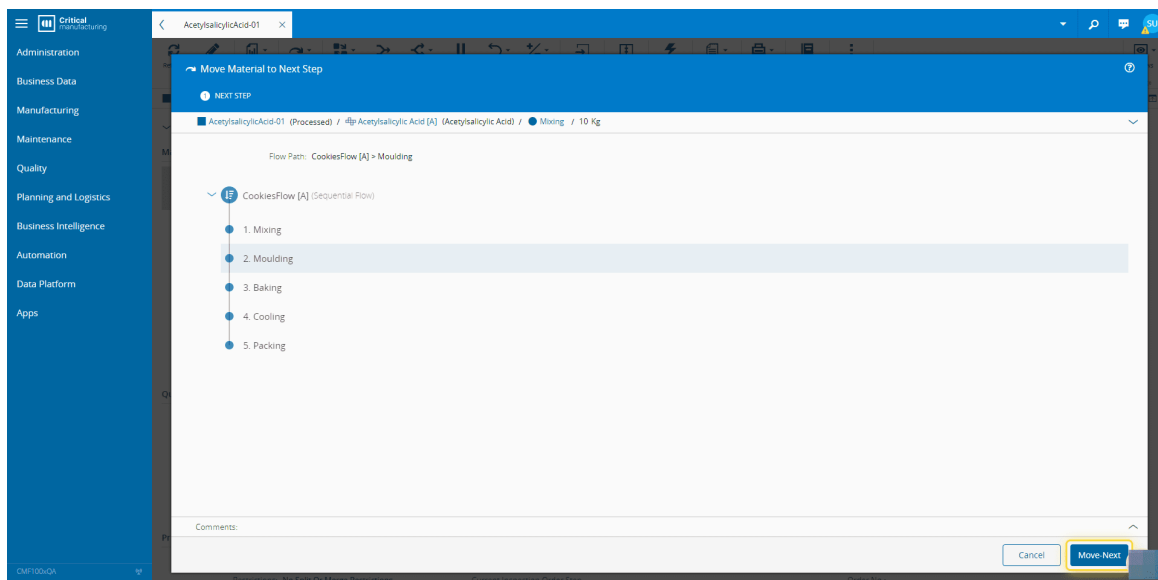 Critical
manufacturing
AcetylsalicylicAcid-01
SU
Administration
Business Data
Manufacturing
Maintenance
Quality
Planning and Logistics
Business Intelligence
Automation
Data Platform
Apps
CMF100xQA
Move Material to Next Step
1 NEXT STEP
AcetylsalicylicAcid-01 (Processed) / Acetylsalicylic Acid [A] (Acetylsalicylic Acid) / Mixing / 10 Kg
Flow Path: CookiesFlow [A] > Moulding
CookiesFlow [A] (Sequential Flow)
1. Mixing
2. Moulding
3. Baking
4. Cooling
5. Packing
Comments:
Cancel
Move-Next